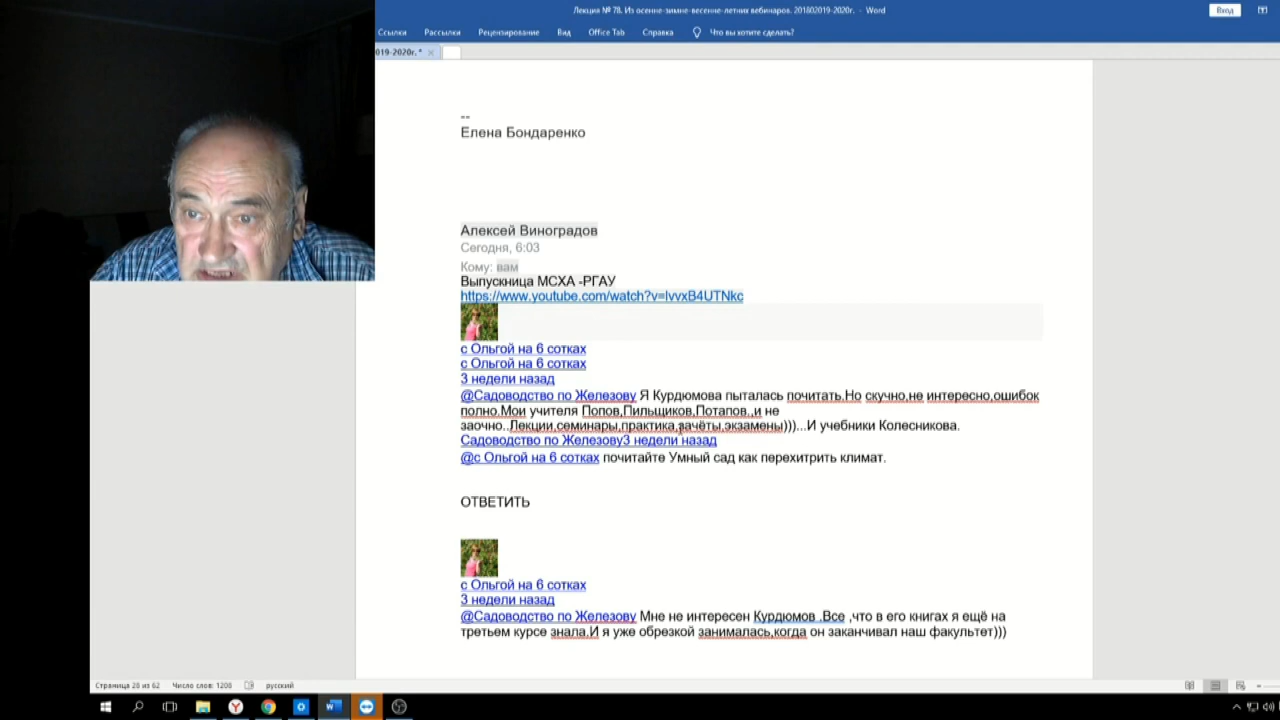 Лекция № 78. Из осенне-зимне-весенне-летних вебинаров. 201802019-2020г. - Word
Вход
Ссылки Рассылки Рецензирование Вид Office Tab Справка Что вы хотите сделать?
019-2020г. *
--
Елена Бондаренко
Алексей Виноградов
Сегодня, 6:03
Кому: вам
Выпускница МСХА -РГАУ
https://www.youtube.com/watch?v=lvvxB4UTNkc
с Ольгой на 6 сотках
с Ольгой на 6 сотках
3 недели назад
@Садоводство по Железову Я Курдюмова пыталась почитать.Но скучно,не интересно,ошибок
полно.Мои учителя Попов,Пильщиков,Потапов.,и не
заочно..Лекции,семинары,практика,зачёты,экзамены)))...И учебники Колесникова.
Садоводство по Железову3 недели назад
@с Ольгой на 6 сотках почитайте Умный сад как перехитрить климат.
ОТВЕТИТЬ
с Ольгой на 6 сотках
3 недели назад
@Садоводство по Железову Мне не интересен Курдюмов .Все ,что в его книгах я ещё на
третьем курсе знала.И я уже обрезкой занималась,когда он заканчивал наш факультет)))
Страница 28 из 62 Число слов: 1208 русский